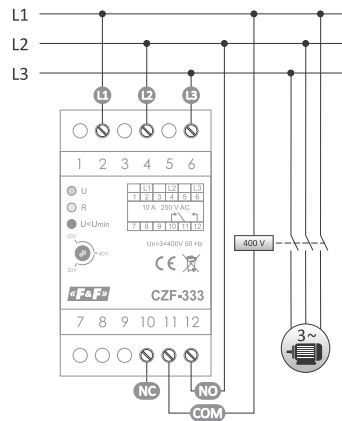 L1
L2
L3
L1 L2 L3
1 2 3 4 5 6
U
R
U<Umin
50V
40V
20V
L1 L2 L3
1 2 3 4 5 6
10 A 250 V AC
7 8 9 10 11 12
Un=3×400V 50 Hz
CE
«F&F»
CZF-333
7 8 9 10 11 12
NC
NO
COM
400 V
3~